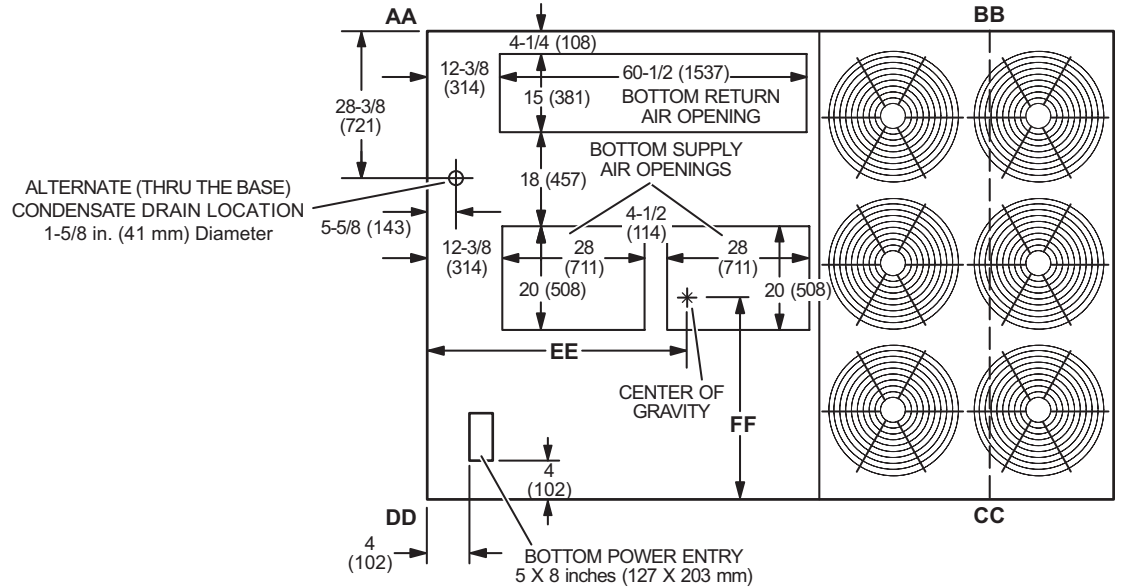 AA
BB
4-1/4 (108)
12-3/8
(314)
60-1/2 (1537)
28-3/8
(721)
15 (381)
BOTTOM RETURN
AIR OPENING
BOTTOM SUPPLY
AIR OPENINGS
18 (457)
ALTERNATE (THRU THE BASE)
CONDENSATE DRAIN LOCATION
1-5/8 in. (41 mm) Diameter
5-5/8 (143)
4-1/2
(114)
12-3/8
(314)
28
(711)
28
(711)
20 (508)
20 (508)
EE
CENTER OF
GRAVITY
FF
4
(102)
DD
CC
4
(102)
BOTTOM POWER ENTRY
5 X 8 inches (127 X 203 mm)